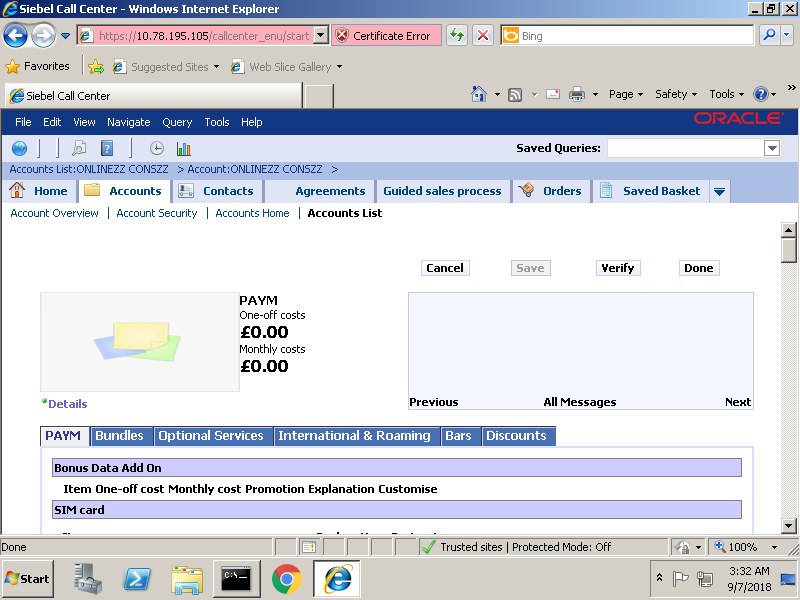 Siebel Call Center - Windows Internet Explorer
https://10.78.195.105/callcenter_enu/start Certificate Error Bing
Favorites Suggested Sites Web Slice Gallery
Siebel Call Center Page Safety Tools
File Edit View Navigate Query Tools Help ORACLE
Saved Queries:
Accounts List:ONLINEZZ CONSZZ > Account:ONLINEZZ CONSZZ >
Home Accounts Contacts Agreements Guided sales process Orders Saved Basket
Account Overview | Account Security | Accounts Home | Accounts List
Cancel Save Verify Done
PAYM
One-off costs
£0.00
Monthly costs
£0.00
Details
Previous All Messages Next
PAYM Bundles Optional Services International & Roaming Bars Discounts
Bonus Data Add On
Item One-off cost Monthly cost Promotion Explanation Customise
SIM card
Done Trusted sites | Protected Mode: Off 100%
Start 3:32 AM
9/7/2018